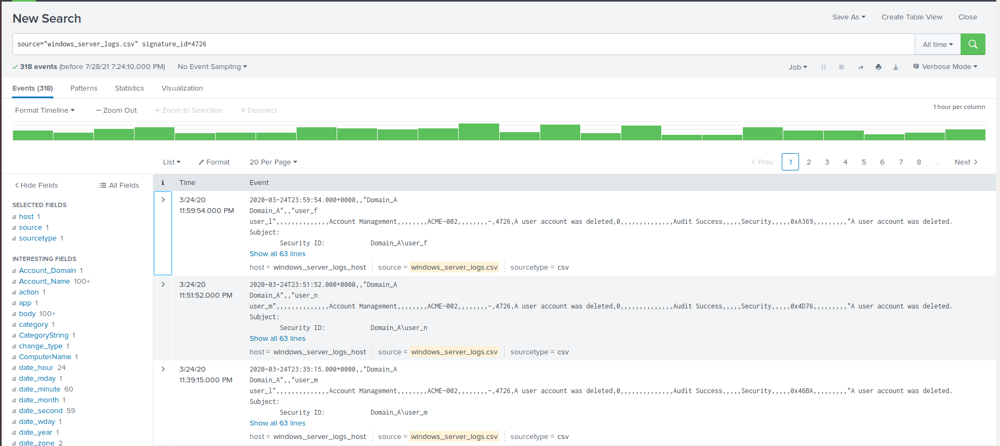 New Search
Save As Create Table View Close
source="windows_server_logs.csv" signature_id=4726
All time
318 events (before 7/28/21 7:24:10.000 PM) No Event Sampling
Job Verbose Mode
Events (318) Patterns Statistics Visualization
Format Timeline — Zoom Out + Zoom to Selection × Deselect
1 hour per column
List Format 20 Per Page
< Prev 1 2 3 4 5 6 7 8 ... Next >
< Hide Fields All Fields
SELECTED FIELDS
a host 1
a source 1
a sourcetype 1
INTERESTING FIELDS
a Account_Domain 1
a Account_Name 100+
a action 1
a app 1
a body 100+
a category 1
a CategoryString 1
a change_type 1
a ComputerName 1
a date_hour 24
a date_mday 1
a date_minute 60
a date_month 1
a date_second 59
a date_wday 1
a date_year 1
a date_zone 2
i Time Event
3/24/20
11:59:54.000 PM
2020-03-24T23:59:54.000+0000,,"Domain_A
Domain_A",,"user_f
user_l",,,,,,,,,,,,,,Account Management,,,,,,,,ACME-002,,,,,,,,-,4726,A user account was deleted,0,,,,,,,,,,,,,,Audit Success,,,,,Security,,,,,0xA369,,,,,,,,,"A user account was deleted.
Subject:
Security ID: Domain_A\user_f
Show all 63 lines
host = windows_server_logs_host source = windows_server_logs.csv sourcetype = csv
3/24/20
11:51:52.000 PM
2020-03-24T23:51:52.000+0000,,"Domain_A
Domain_A",,"user_n
user_m",,,,,,,,,,,,,,Account Management,,,,,,,,ACME-002,,,,,,,,-,4726,A user account was deleted,0,,,,,,,,,,,,,,Audit Success,,,,,Security,,,,,0x4D76,,,,,,,,,"A user account was deleted.
Subject:
Security ID: Domain_A\user_n
Show all 63 lines
host = windows_server_logs_host source = windows_server_logs.csv sourcetype = csv
3/24/20
11:39:15.000 PM
2020-03-24T23:39:15.000+0000,,"Domain_A
Domain_A",,"user_m
user_l",,,,,,,,,,,,,,Account Management,,,,,,,,ACME-002,,,,,,,,-,4726,A user account was deleted,0,,,,,,,,,,,,,,Audit Success,,,,,Security,,,,,0x46BA,,,,,,,,,"A user account was deleted.
Subject:
Security ID: Domain_A\user_m
Show all 63 lines
host = windows_server_logs_host source = windows_server_logs.csv sourcetype = csv